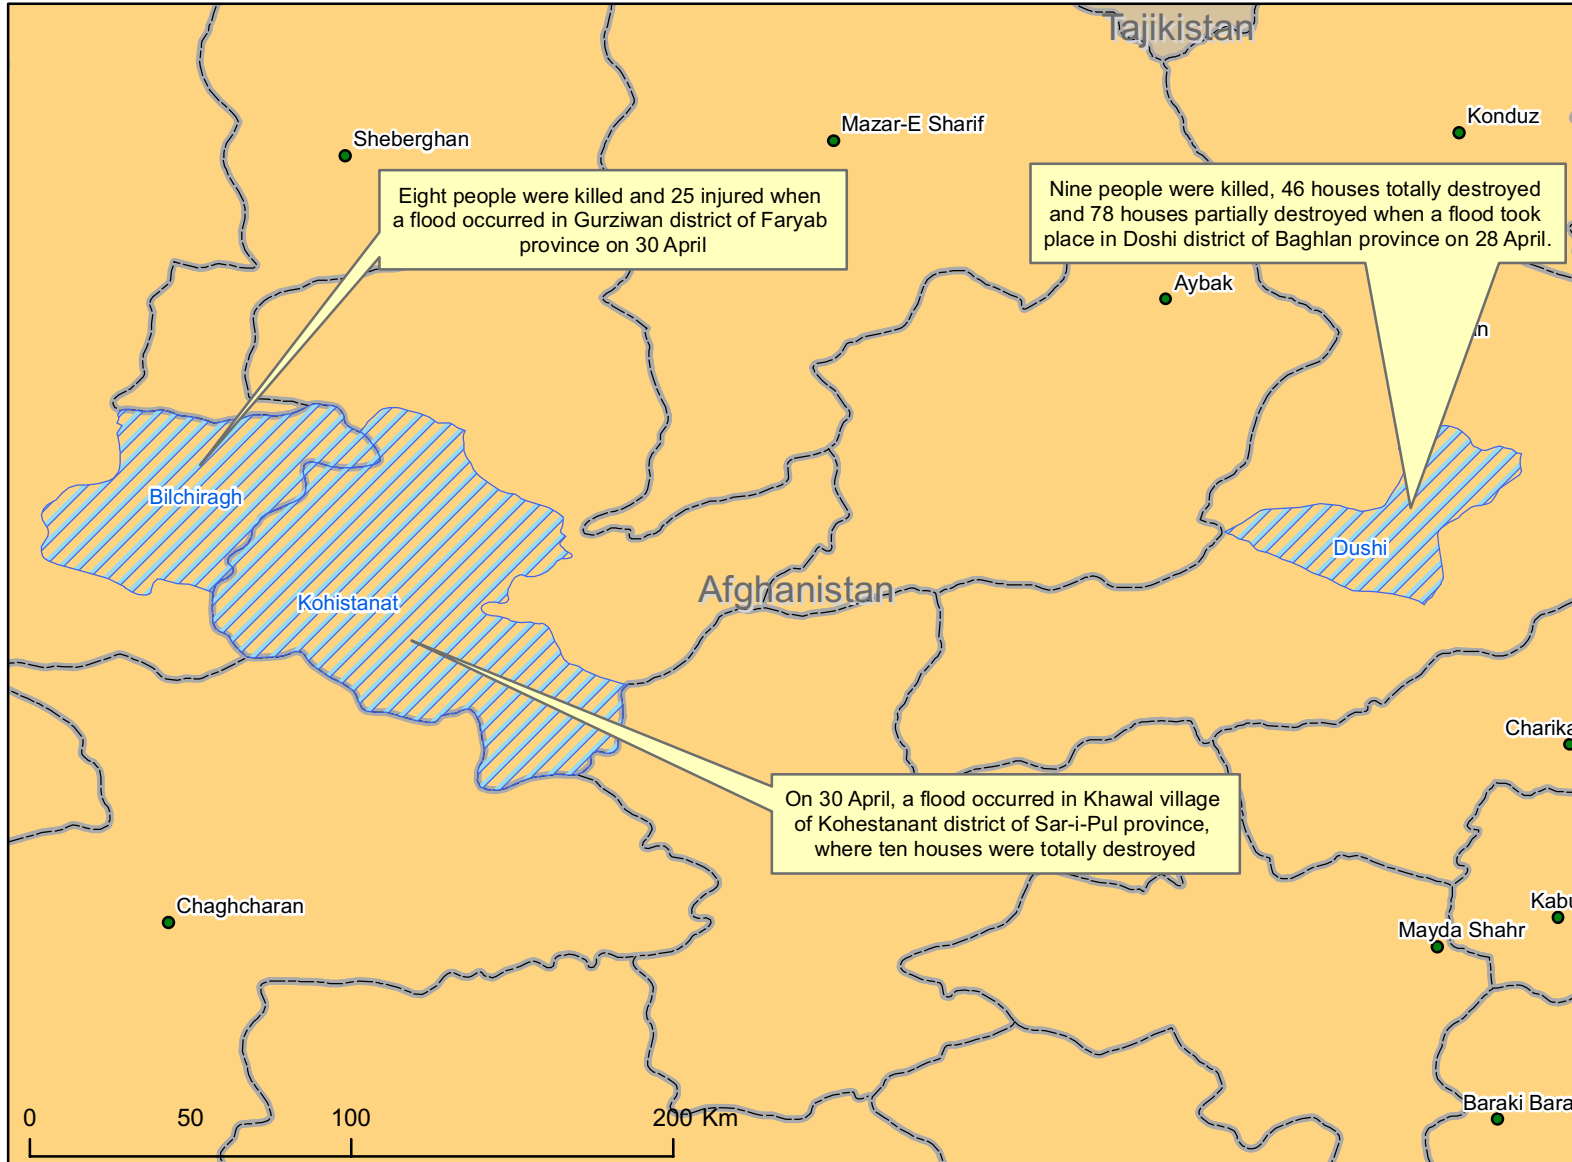 Tajikistan
Konduz
Mazar-E Sharif
Sheberghan
Eight people were killed and 25 injured when
a flood occurred in Gurziwan district of Faryab
province on 30 April
Nine people were killed, 46 houses totally destroyed
and 78 houses partially destroyed when a flood took
place in Doshi district of Baghlan province on 28 April.
Aybak
n
Bilchiragh
Dushi
Afghanistan
Kohistanat
Charika
On 30 April, a flood occurred in Khawal village
of Kohestanant district of Sar-i-Pul province,
where ten houses were totally destroyed
Chaghcharan
Kabu
Mayda Shahr
Baraki Bara
0 50 100 200 Km